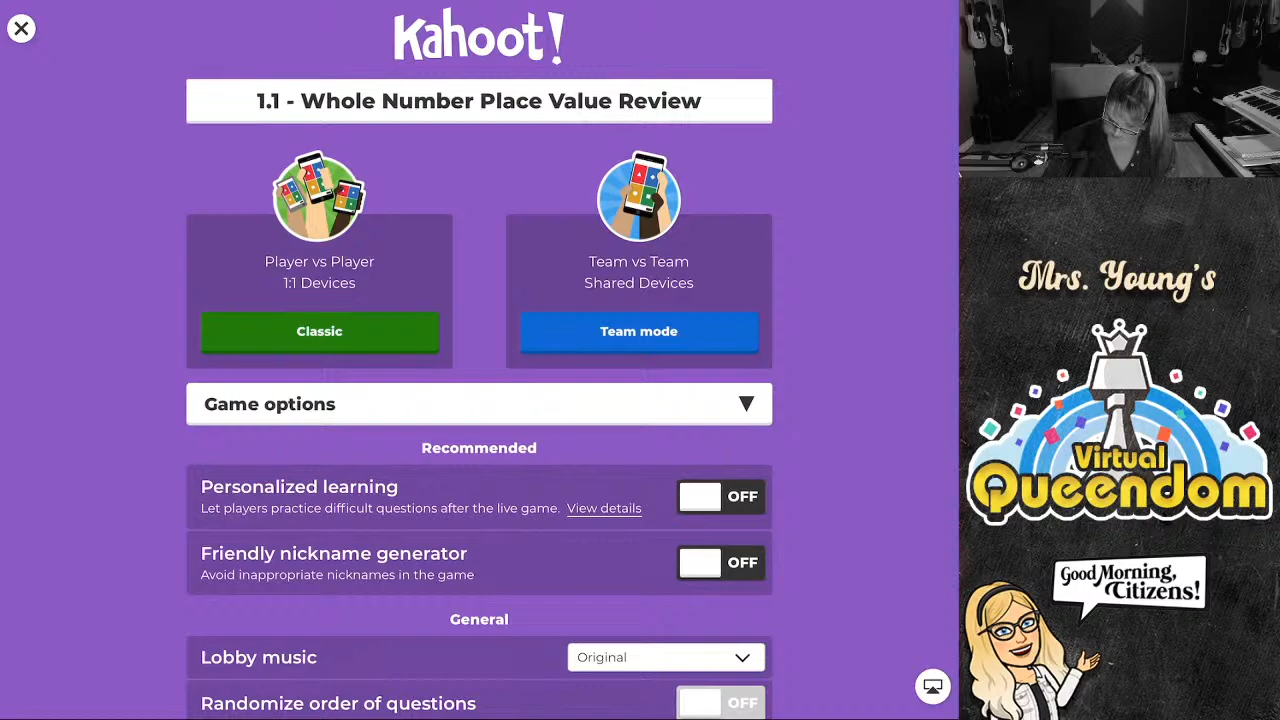 Kahoot!
1.1 - Whole Number Place Value Review
Player vs Player
1:1 Devices
Classic
Team vs Team
Shared Devices
Team mode
Game options
Recommended
Personalized learning
Let players practice difficult questions after the live game. View details
OFF
Friendly nickname generator
Avoid inappropriate nicknames in the game
OFF
General
Lobby music
Original
Randomize order of questions
OFF
Mrs. Young's
Virtual
Queendom
Good Morning,
Citizens!